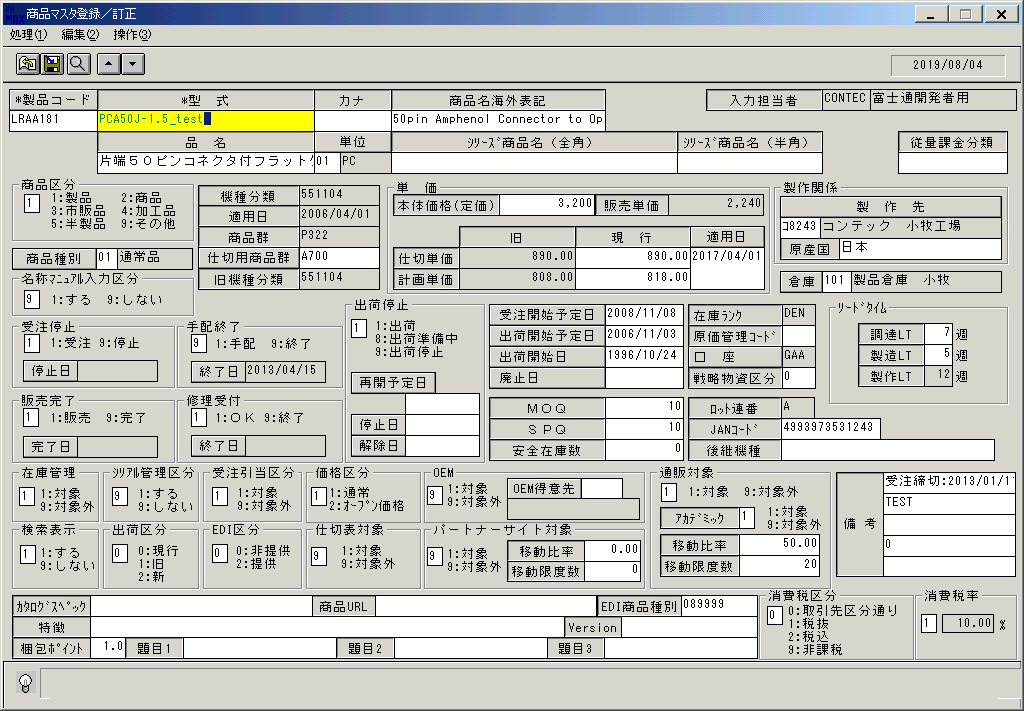 商品マスタ登録／訂正
処理(1) 編集(2) 操作(3)
2019/08/04
*製品コード *型 式 カナ 商品名海外表記 入力担当者 CONTEC 富士通開発者用
LRAA181 PCA50J-1.5_test 50pin Amphenol Connector to Op
品 名 単位 ｼﾘｰｽﾞ商品名（全角） ｼﾘｰｽﾞ商品名（半角） 従量課金分類
片端５０ピンコネクタ付フラットケ 01 PC
商品区分
1 1:製品 2:商品
3:市販品 4:加工品
5:半製品 9:その他
機種分類 551104
適用日 2006/04/01
商品群 P322
仕切用商品群 A700
旧機種分類 551104
単 価
本体価格(定価) 3,200 販売単価 2,240
旧 現 行 適用日
仕切単価 890.00 890.00 2017/04/01
計画単価 808.00 818.00
製作関係
製 作 先
ｺ8243 コンテック 小牧工場
原産国 日本
倉庫 101 製品倉庫 小牧
商品種別 01 通常品
名称ﾏﾆｭｱﾙ入力区分
9 1:する 9:しない
受注停止
1 1:受注 9:停止
停止日
手配終了
9 1:手配 9:終了
終了日 2013/04/15
出荷停止
1 1:出荷
8:出荷準備中
9:出荷停止
再開予定日
停止日
解除日
受注開始予定日 2008/11/08
出荷開始予定日 2006/11/03
出荷開始日 1996/10/24
廃止日
在庫ﾗﾝｸ DEN
原価管理ｺｰﾄﾞ
口 座 GAA
戦略物資区分 0
ﾘｰﾄﾞﾀｲﾑ
調達LT 7 週
製造LT 5 週
製作LT 12 週
販売完了
1 1:販売 9:完了
完了日
修理受付
1 1:ＯＫ 9:終了
終了日
ＭＯＱ 10
ＳＰＱ 10
安全在庫数 0
ﾛｯﾄ連番 A
JANｺｰﾄﾞ 4993973531243
後継機種
在庫管理
1 1:対象
9:対象外
ｼﾘｱﾙ管理区分
9 1:する
9:しない
受注引当区分
1 1:対象
9:対象外
価格区分
1 1:通常
2:ｵｰﾌﾟﾝ価格
OEM
9 1:対象
9:対象外
OEM得意先
通販対象
1 1:対象 9:対象外
ｱｶﾃﾞﾐｯｸ 1 1:対象
9:対象外
移動比率 50.00
移動限度数 20
備 考
受注締切:2013/01/11
TEST
0
検索表示
1 1:する
9:しない
出荷区分
0 0:現行
1:旧
2:新
EDI区分
0 0:非提供
2:提供
仕切表対象
9 1:対象
9:対象外
パートナーサイト対象
9 1:対象
9:対象外
移動比率 0.00
移動限度数 0
ｶﾀﾛｸﾞｽﾍﾟｯｸ 商品URL EDI商品種別 089999
特徴 Version
梱包ﾎﾟｲﾝﾄ 1.0 題目1 題目2 題目3
消費税区分
0 0:取引先区分通り
1:税抜
2:税込
9:非課税
消費税率
1 10.00 %